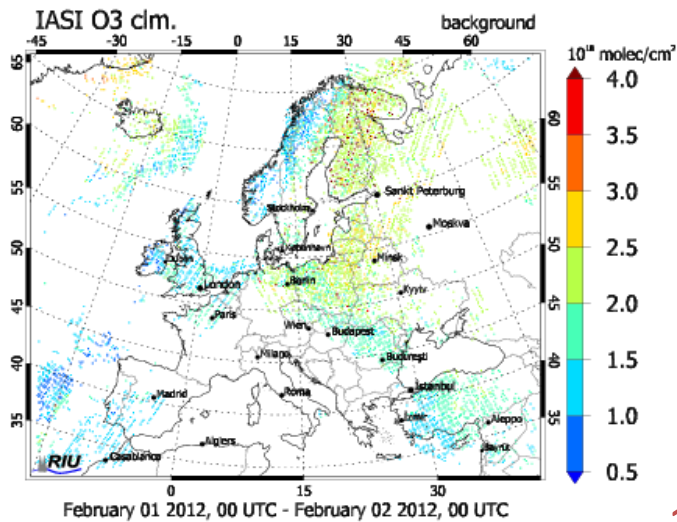 IASI O3 clm.
background
-45 -30 -15 0 15 30 45 60
10¹⁸ molec/cm²
65 60 55 50 45 40 35
60 55 50 45 40 35
4.0
3.5
3.0
2.5
2.0
1.5
1.0
0.5
Sankt Peterburg
Stockholm
Moskva
København
Dublin
Minsk
London
Berlin
Kyyiv
Paris
Wien
Budapest
Milano
Bucureşti
Madrid
Roma
İstanbul
İzmir
Aleppo
Algiers
Bayrut
Casablanca
RIU
0 15 30
February 01 2012, 00 UTC - February 02 2012, 00 UTC